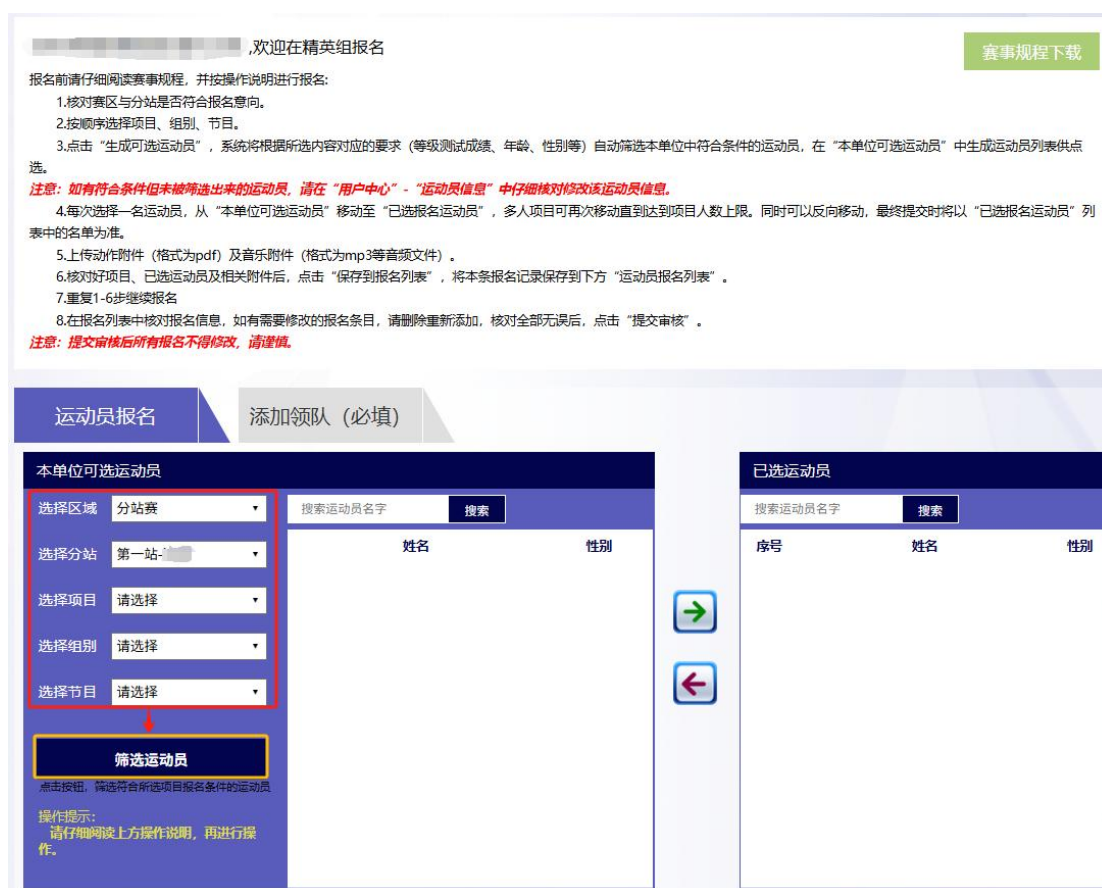 ,欢迎在精英组报名
赛事规程下载
报名前请仔细阅读赛事规程，并按操作说明进行报名:
1.核对赛区与分站是否符合报名意向。
2.按顺序选择项目、组别、节目。
3.点击“生成可选运动员”，系统将根据所选内容对应的要求（等级测试成绩、年龄、性别等）自动筛选本单位中符合条件的运动员，在“本单位可选运动员”中生成运动员列表供点
选。
注意：如有符合条件但未被筛选出来的运动员，请在“用户中心”-“运动员信息”中仔细核对修改该运动员信息。
4.每次选择一名运动员，从“本单位可选运动员”移动至“已选报名运动员”，多人项目可再次移动直到达到项目人数上限。同时可以反向移动，最终提交时将以“已选报名运动员”列
表中的名单为准。
5.上传动作附件（格式为pdf）及音乐附件（格式为mp3等音频文件）。
6.核对好项目、已选运动员及相关附件后，点击“保存到报名列表”，将本条报名记录保存到下方“运动员报名列表”。
7.重复1-6步继续报名
8.在报名列表中核对报名信息，如有需要修改的报名条目，请删除重新添加，核对全部无误后，点击“提交审核”。
注意：提交审核后所有报名不得修改，请谨慎。
运动员报名
添加领队（必填）
本单位可选运动员
已选运动员
选择区域 分站赛
搜索运动员名字 搜索
搜索运动员名字 搜索
姓名 性别
序号 姓名 性别
选择分站 第一站-
选择项目 请选择
选择组别 请选择
选择节目 请选择
筛选运动员
点击按钮，筛选符合所选项目报名条件的运动员
操作提示:
请仔细阅读上方操作说明，再进行操
作。